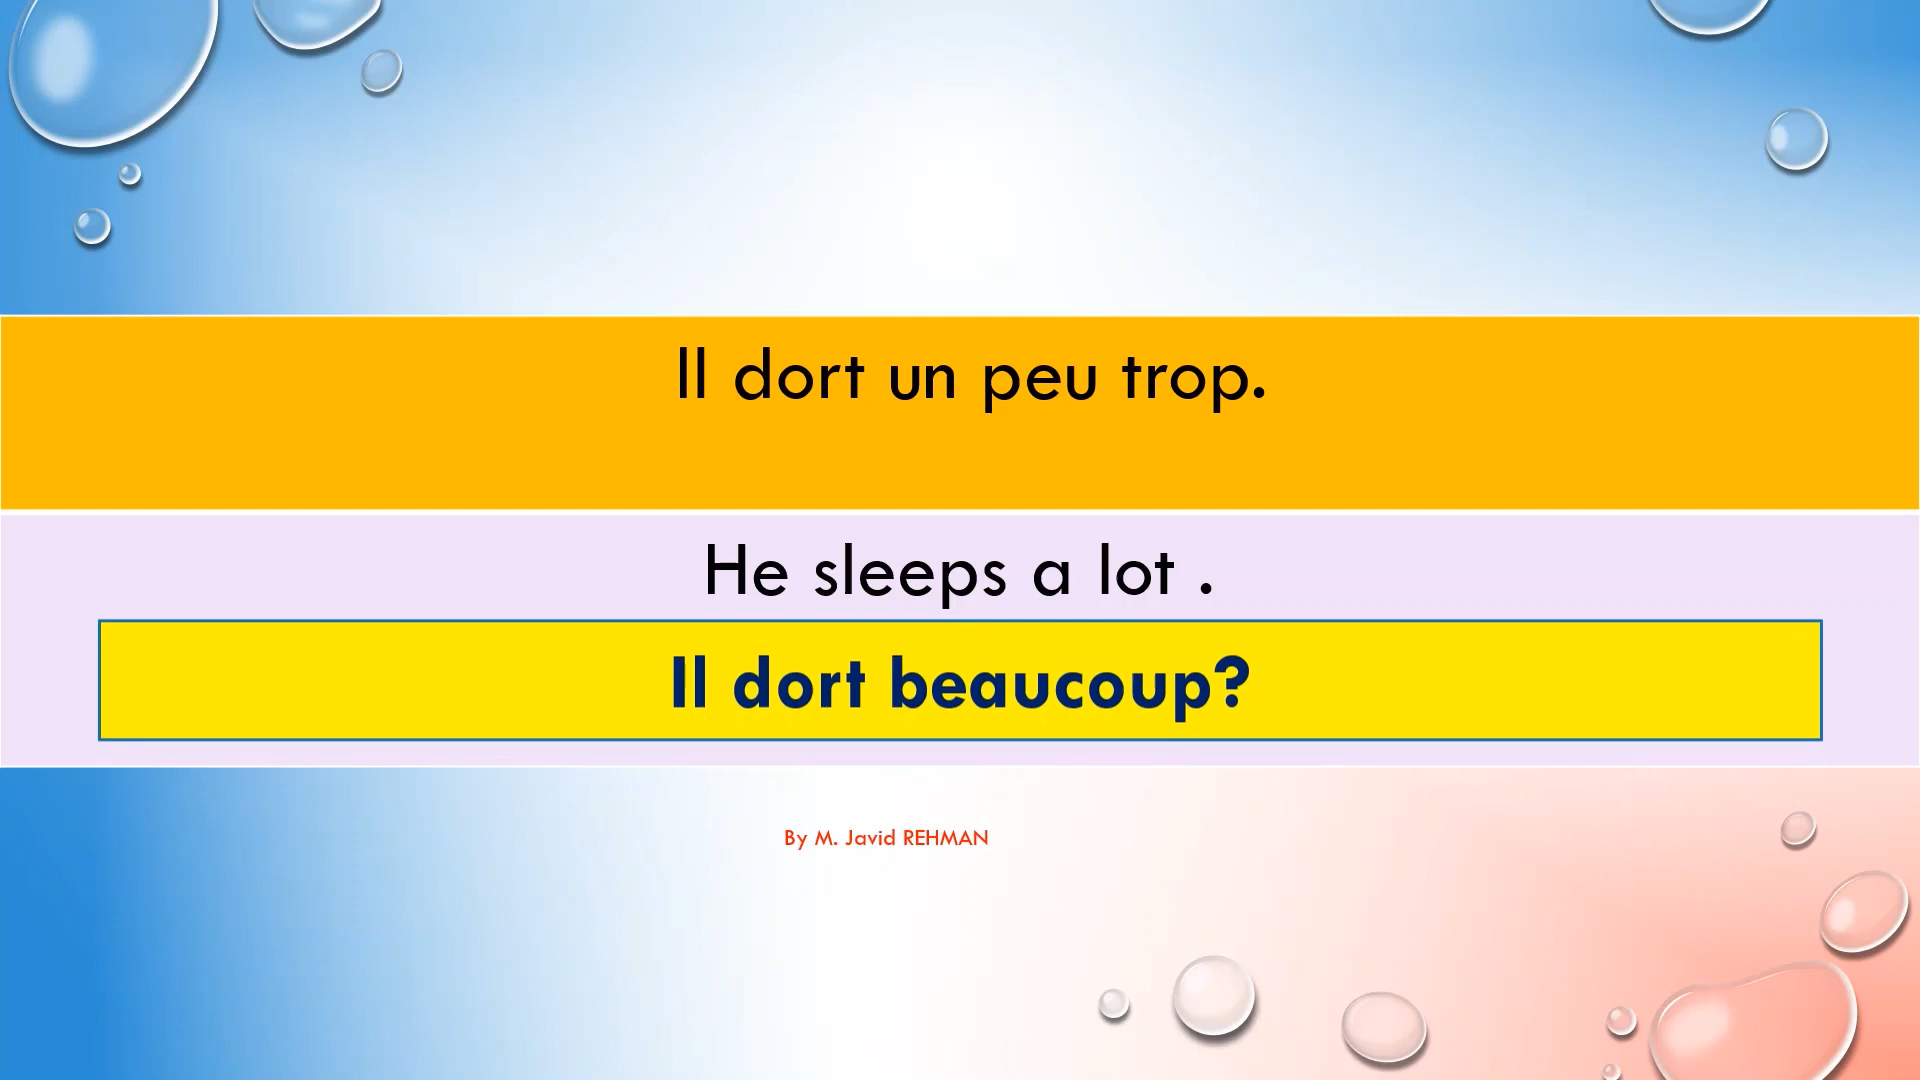 Il dort un peu trop.
He sleeps a lot .
Il dort beaucoup?
By M. Javid REHMAN